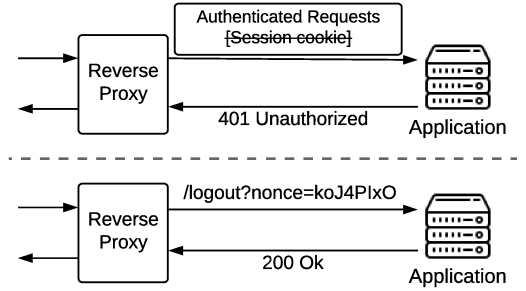 Authenticated Requests
[Session cookie]
Reverse
Proxy
401 Unauthorized
Application
/logout?nonce=koJ4PIxO
Reverse
Proxy
200 Ok
Application